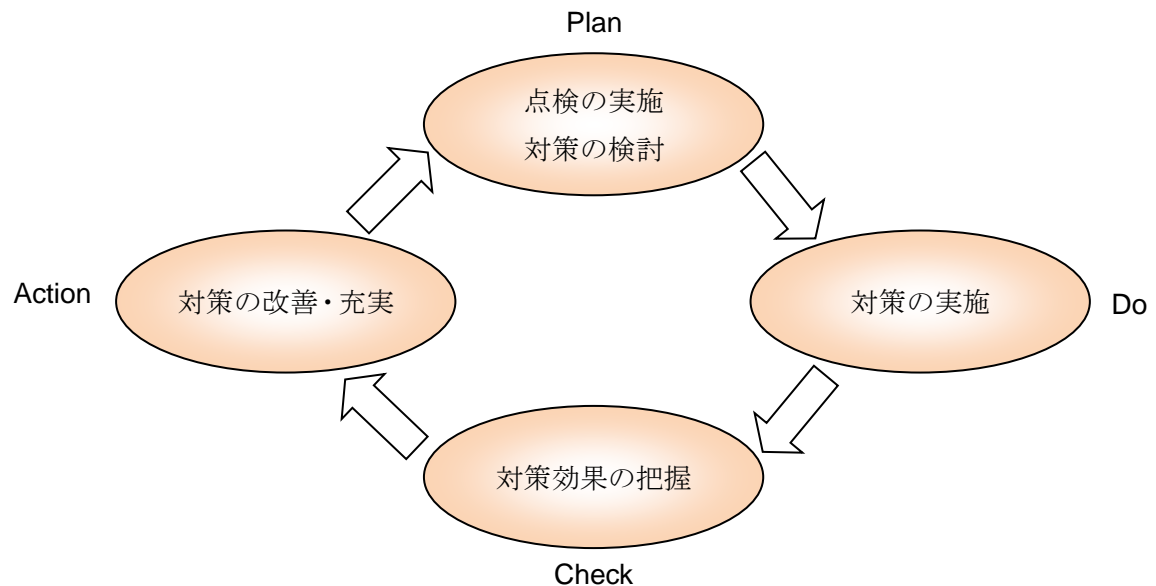 Plan
点検の実施
対策の検討
Action
対策の改善・充実
対策の実施
Do
対策効果の把握
Check